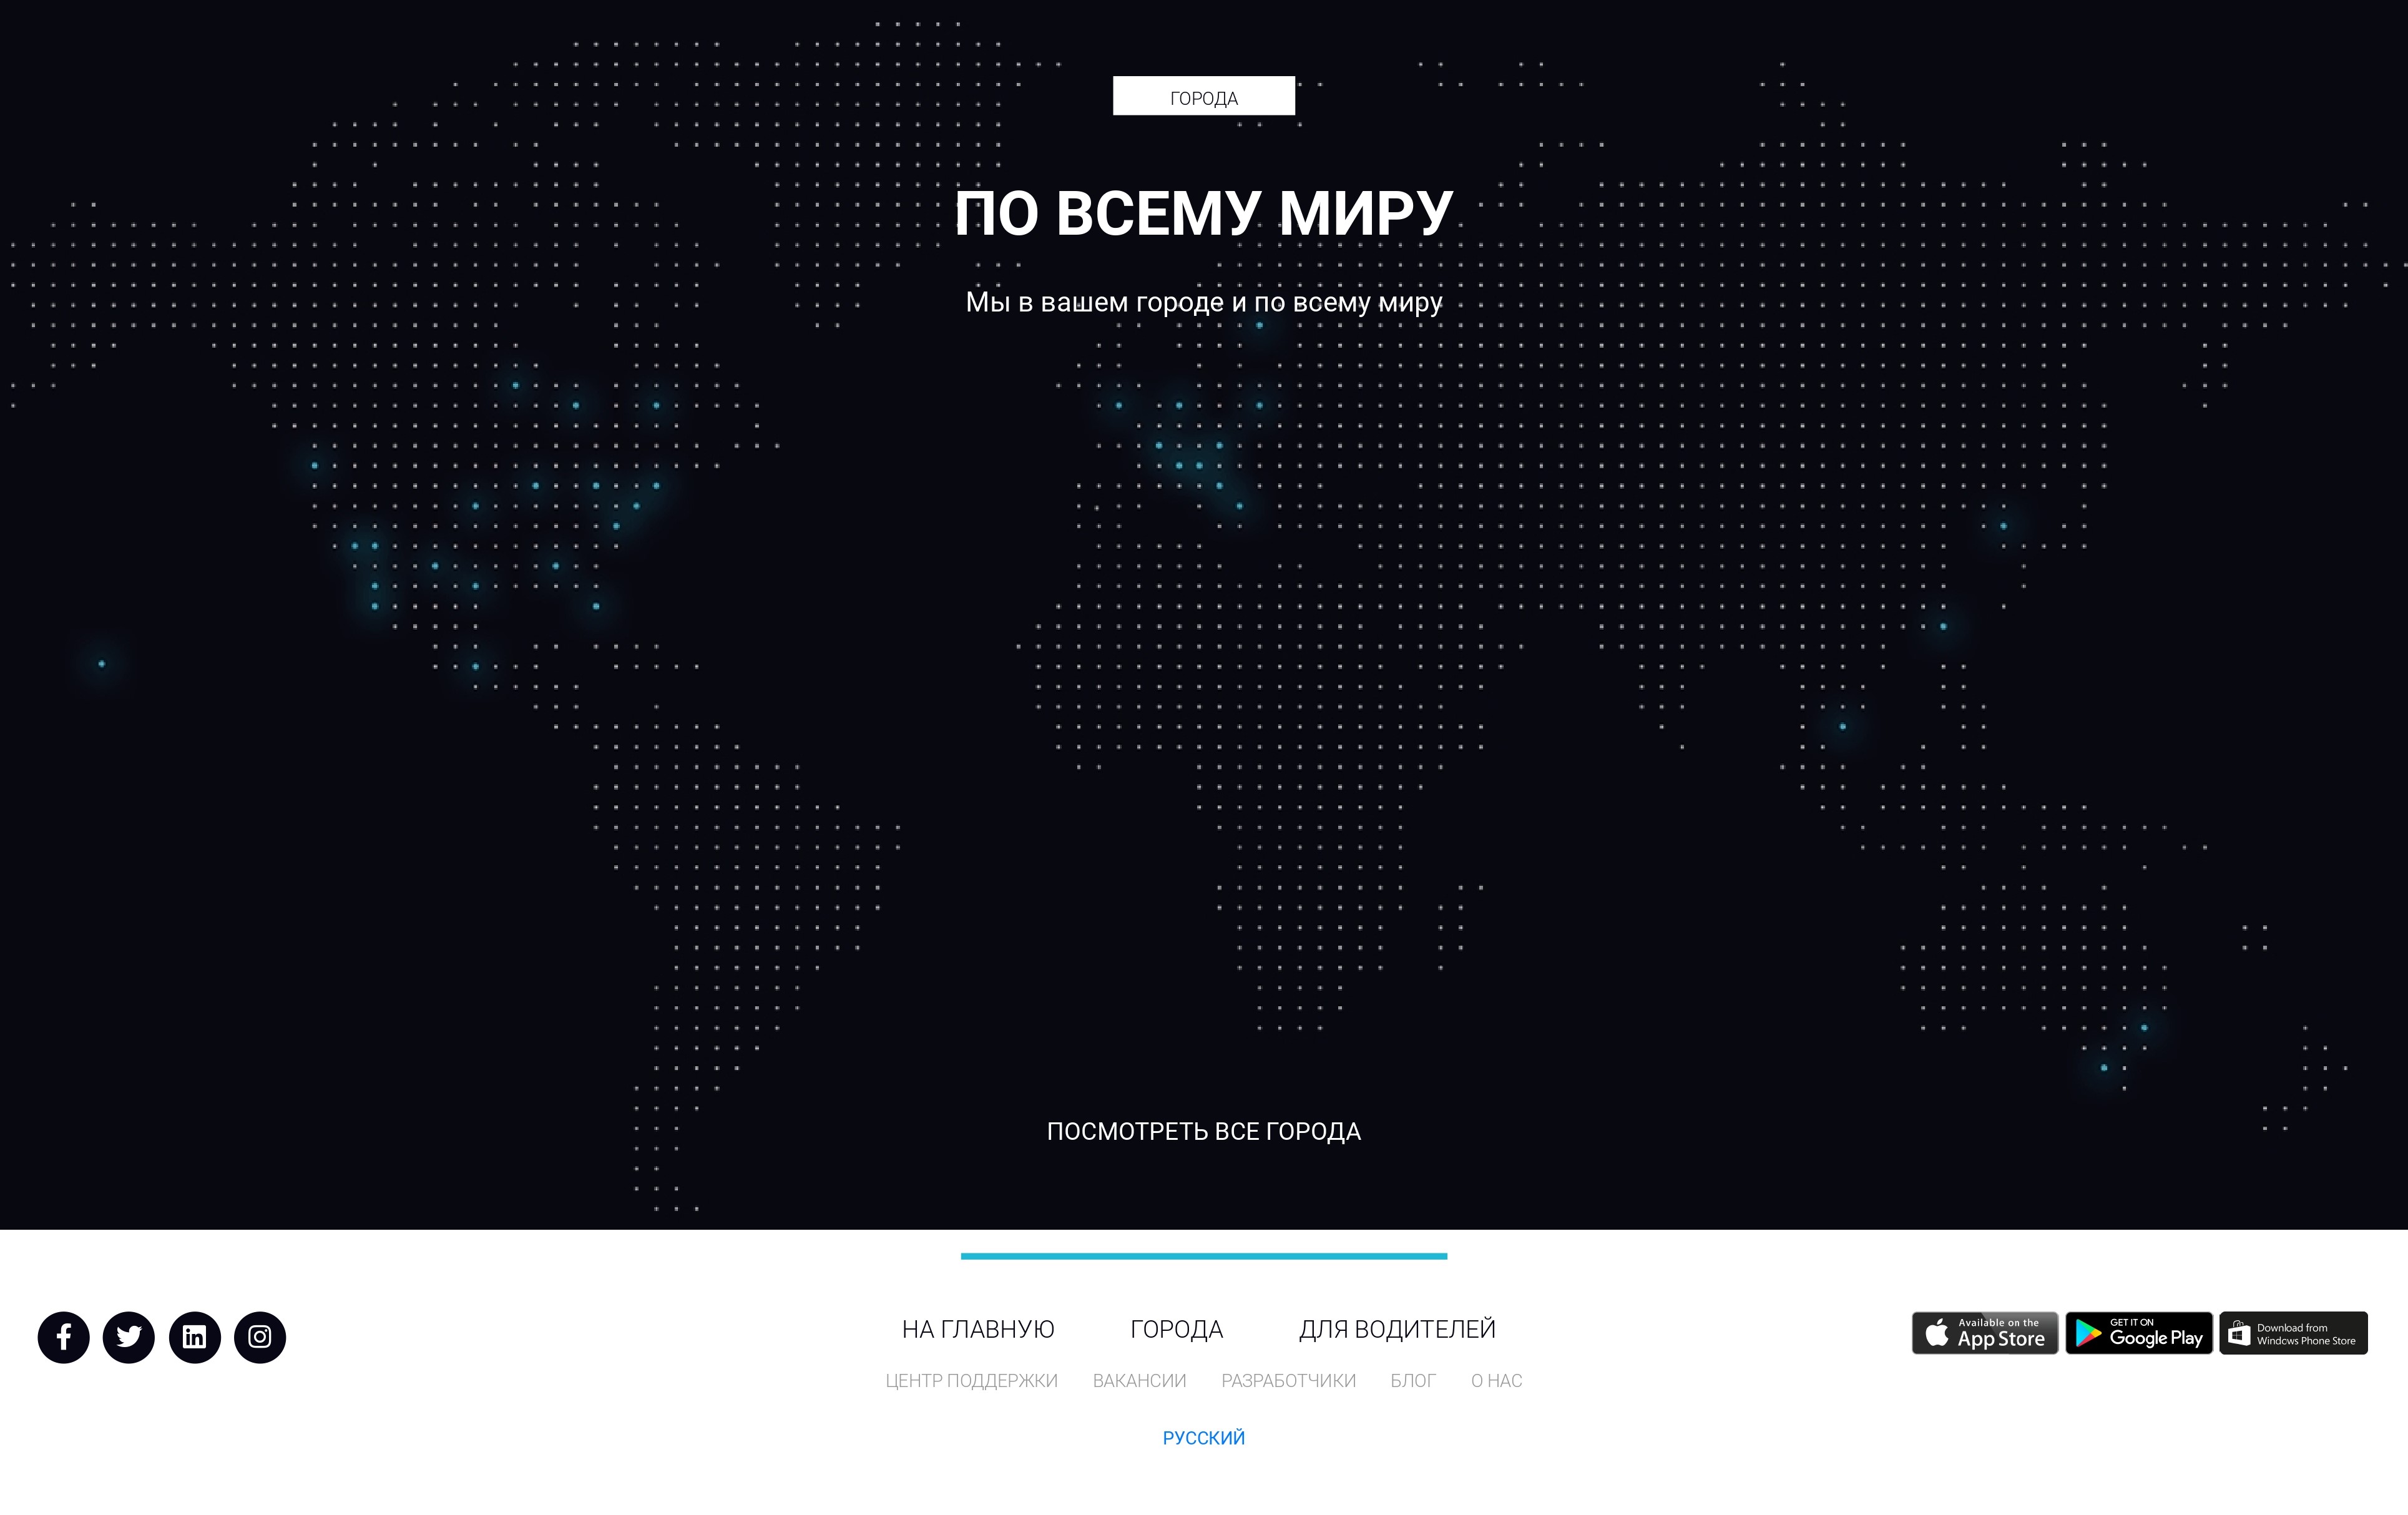 ГОРОДА
ПО ВСЕМУ МИРУ
Мы в вашем городе и по всему миру
ПОСМОТРЕТЬ ВСЕ ГОРОДА
НА ГЛАВНУЮ ГОРОДА ДЛЯ ВОДИТЕЛЕЙ
Available on the
App Store
GET IT ON
Google Play
Download from
Windows Phone Store
ЦЕНТР ПОДДЕРЖКИ ВАКАНСИИ РАЗРАБОТЧИКИ БЛОГ О НАС
РУССКИЙ